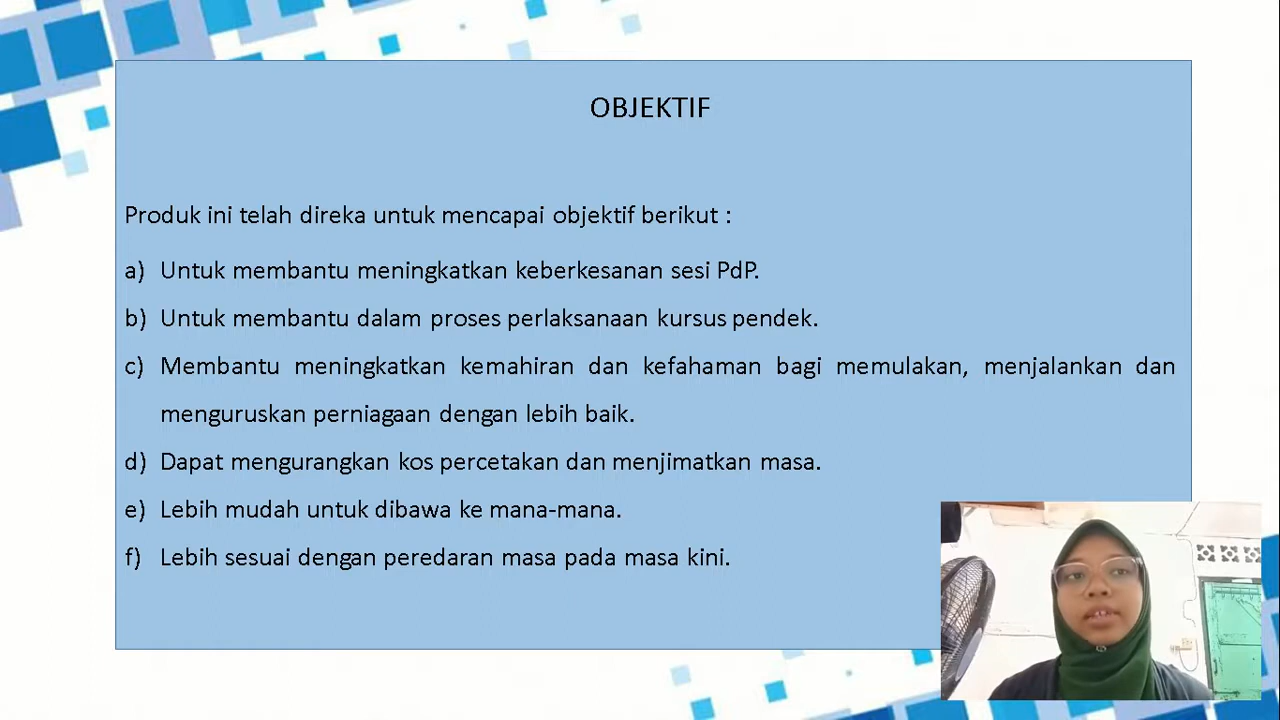 OBJEKTIF
Produk ini telah direka untuk mencapai objektif berikut :
a) Untuk membantu meningkatkan keberkesanan sesi PdP.
b) Untuk membantu dalam proses perlaksanaan kursus pendek.
c) Membantu meningkatkan kemahiran dan kefahaman bagi memulakan, menjalankan dan
menguruskan perniagaan dengan lebih baik.
d) Dapat mengurangkan kos percetakan dan menjimatkan masa.
e) Lebih mudah untuk dibawa ke mana-mana.
f) Lebih sesuai dengan peredaran masa pada masa kini.